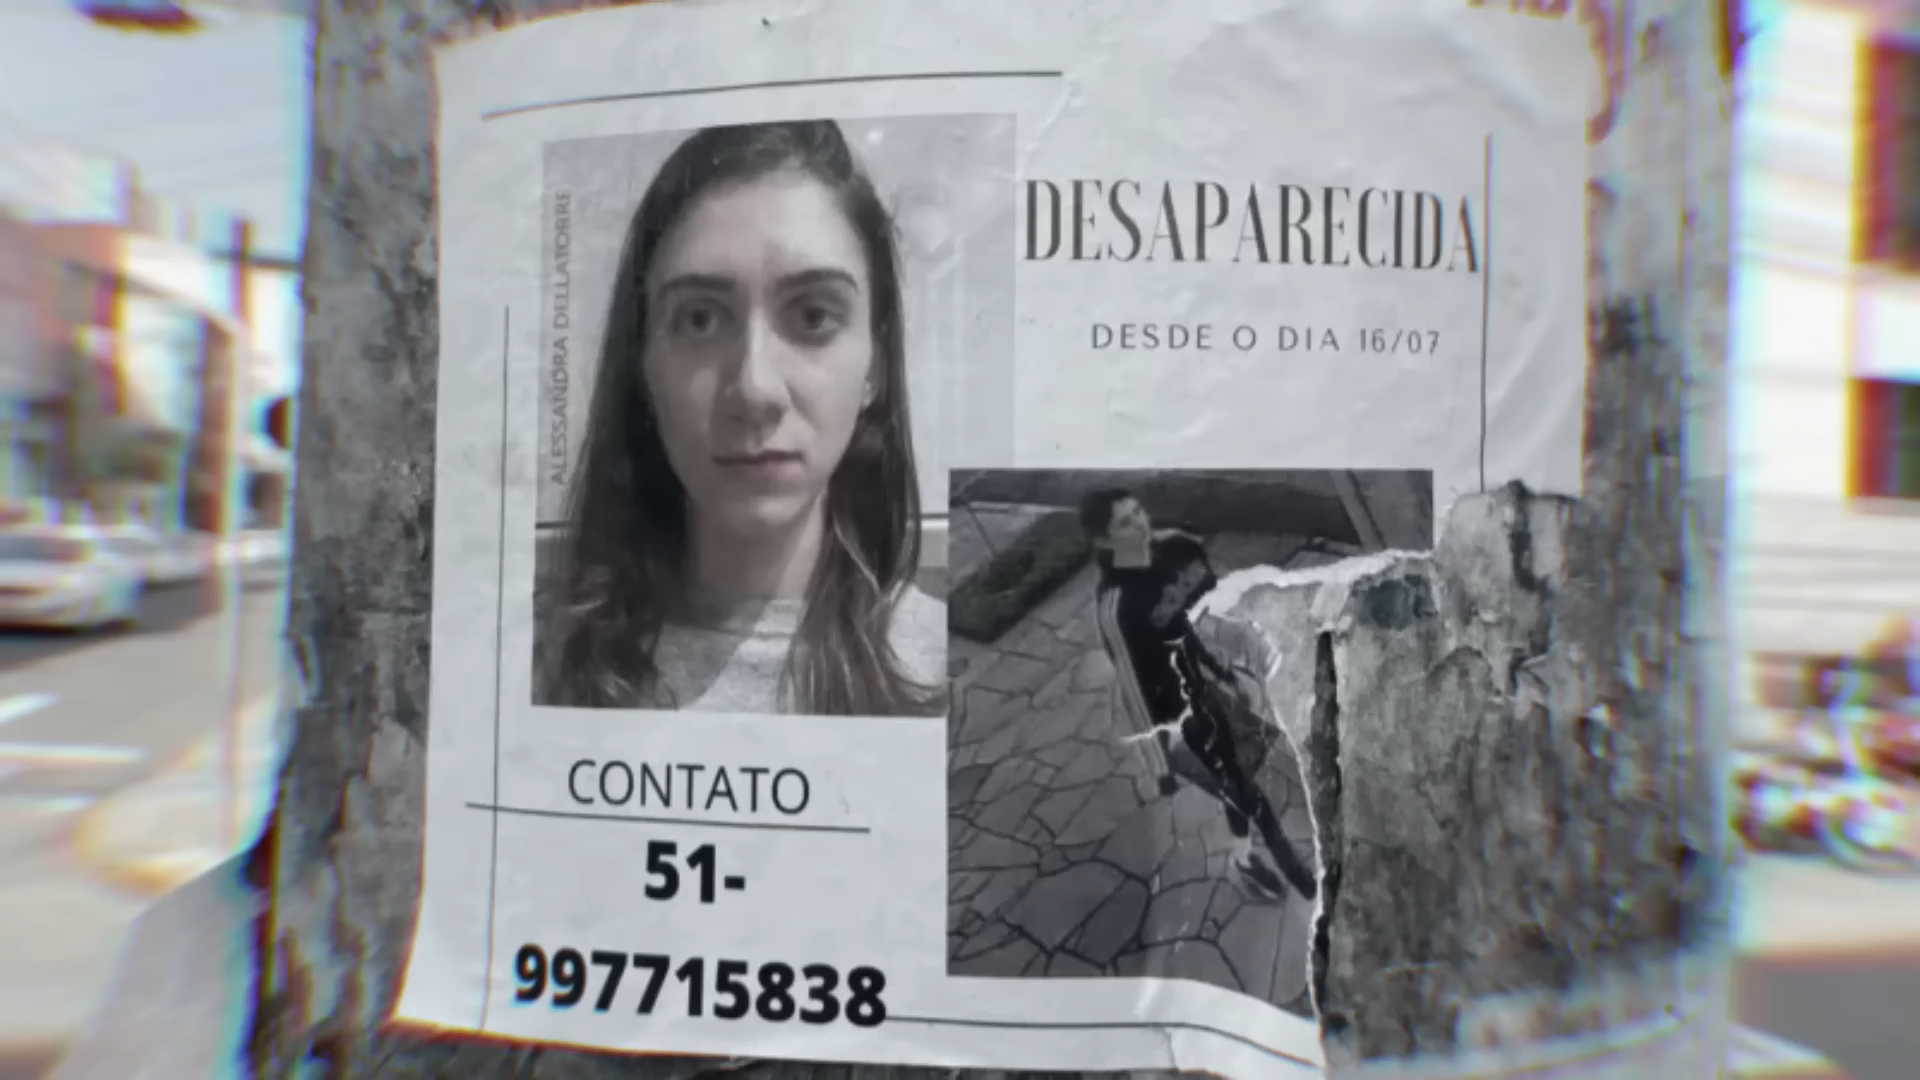 ALESSANDRA DELLATORRE
DESAPARECIDA
DESDE O DIA 16/07
CONTATO
51-
997715838